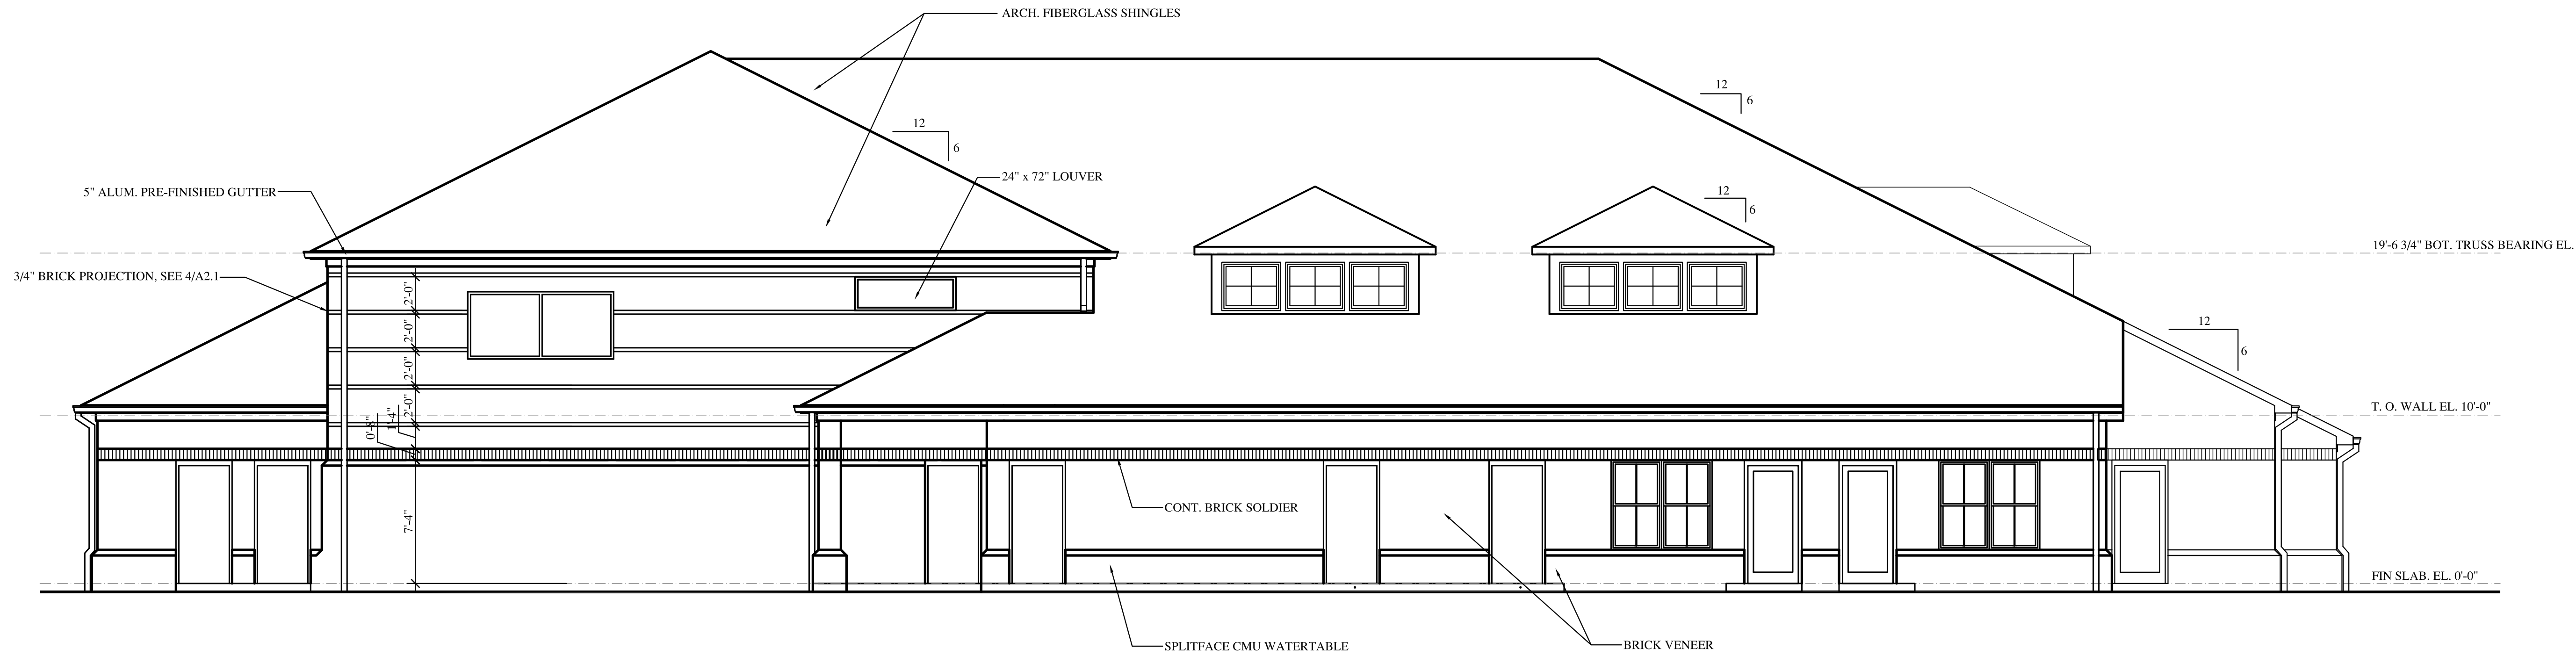 ARCH. FIBERGLASS SHINGLES
12
6
12
6
24" x 72" LOUVER
5" ALUM. PRE-FINISHED GUTTER
12
6
19'-6 3/4" BOT. TRUSS BEARING EL.
3/4" BRICK PROJECTION, SEE 4/A2.1
2'-0"
2'-0"
2'-0"
2'-0"
12
6
T. O. WALL EL. 10'-0"
1'-4"
0'-8"
7'-4"
CONT. BRICK SOLDIER
FIN SLAB. EL. 0'-0"
SPLITFACE CMU WATERTABLE
BRICK VENEER